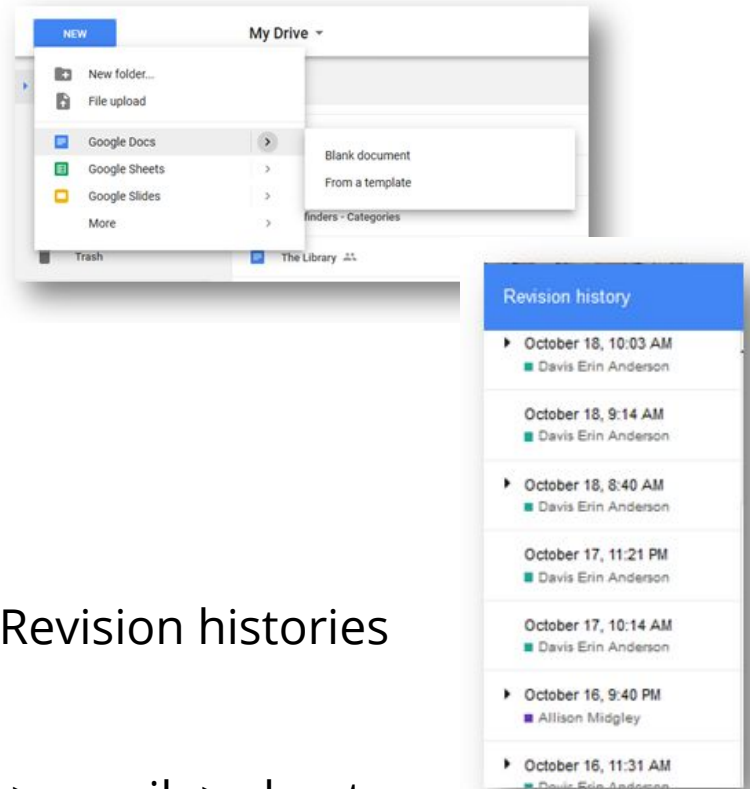 NEW
My Drive
New folder...
File upload
Google Docs
Blank document
Google Sheets
From a template
Google Slides
More
finders - Categories
Trash
The Library
Revision history
October 18, 10:03 AM
Davis Erin Anderson
October 18, 9:14 AM
Davis Erin Anderson
October 18, 8:40 AM
Davis Erin Anderson
October 17, 11:21 PM
Davis Erin Anderson
October 17, 10:14 AM
Davis Erin Anderson
October 16, 9:40 PM
Allison Midgley
October 16, 11:31 AM
Davis Erin Anderson
Revision histories